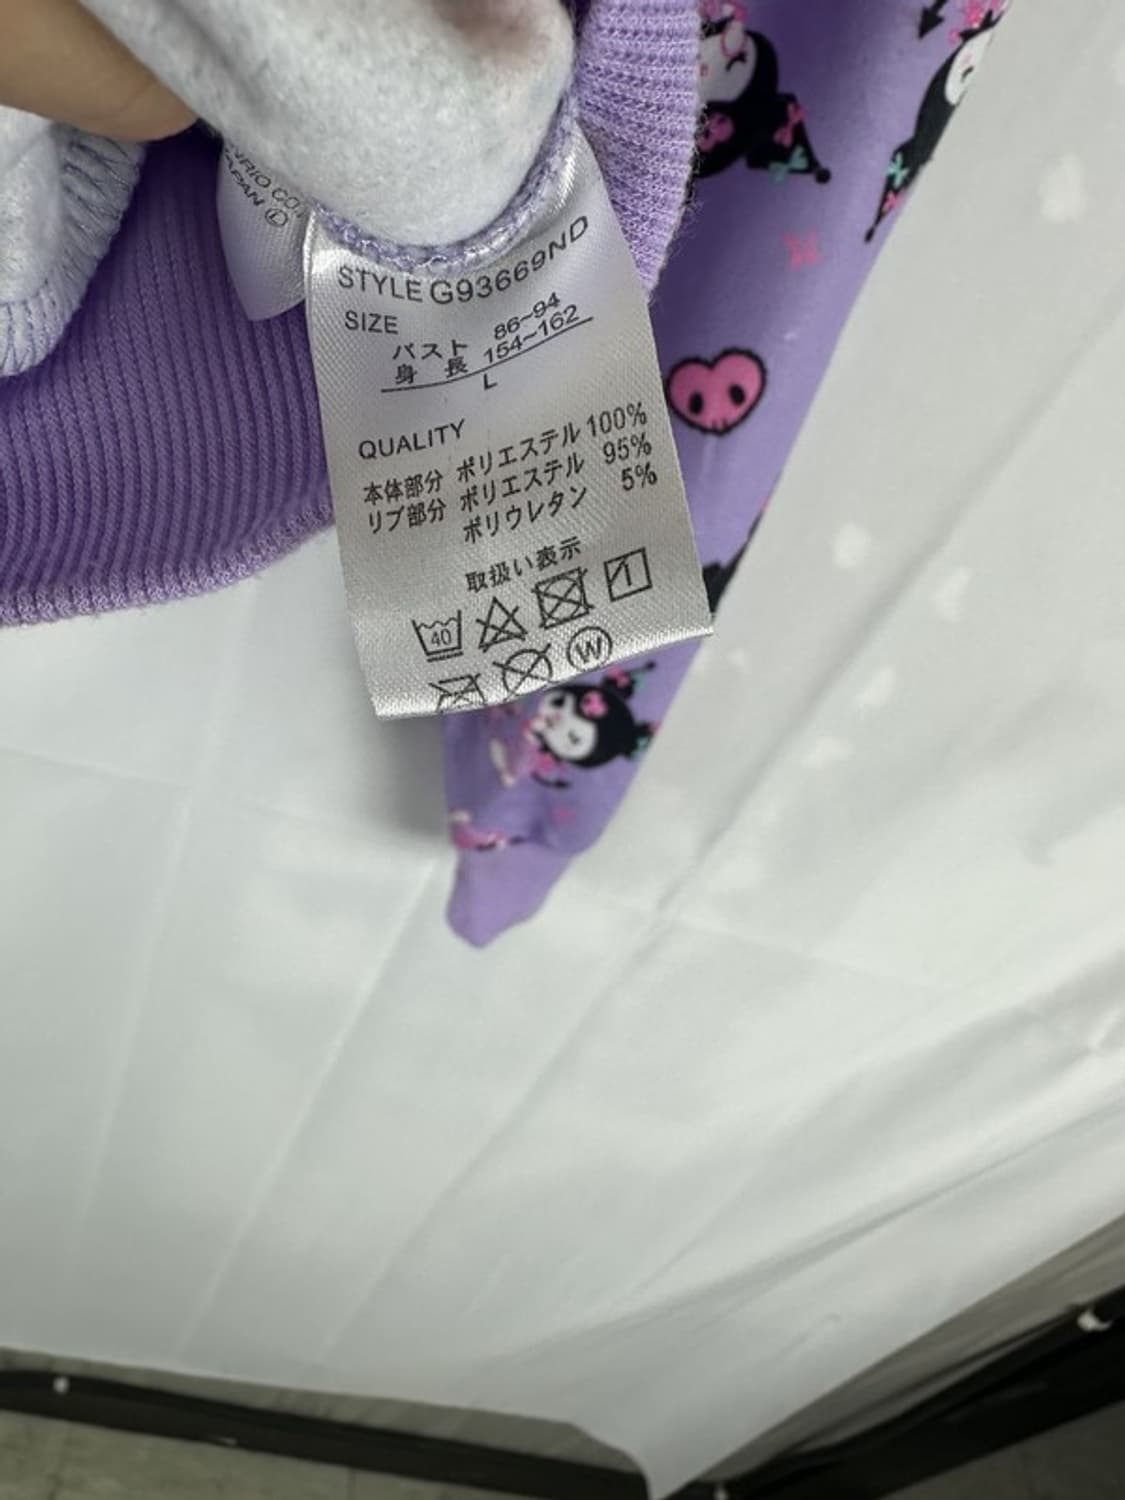 JAPAN Ⓛ
STYLE G93669ND
SIZE
バスト 86~94
身長 154~162
L
QUALITY
本体部分 ポリエステル 100%
リブ部分 ポリエステル 95%
ポリウレタン 5%
取扱い表示
40
W